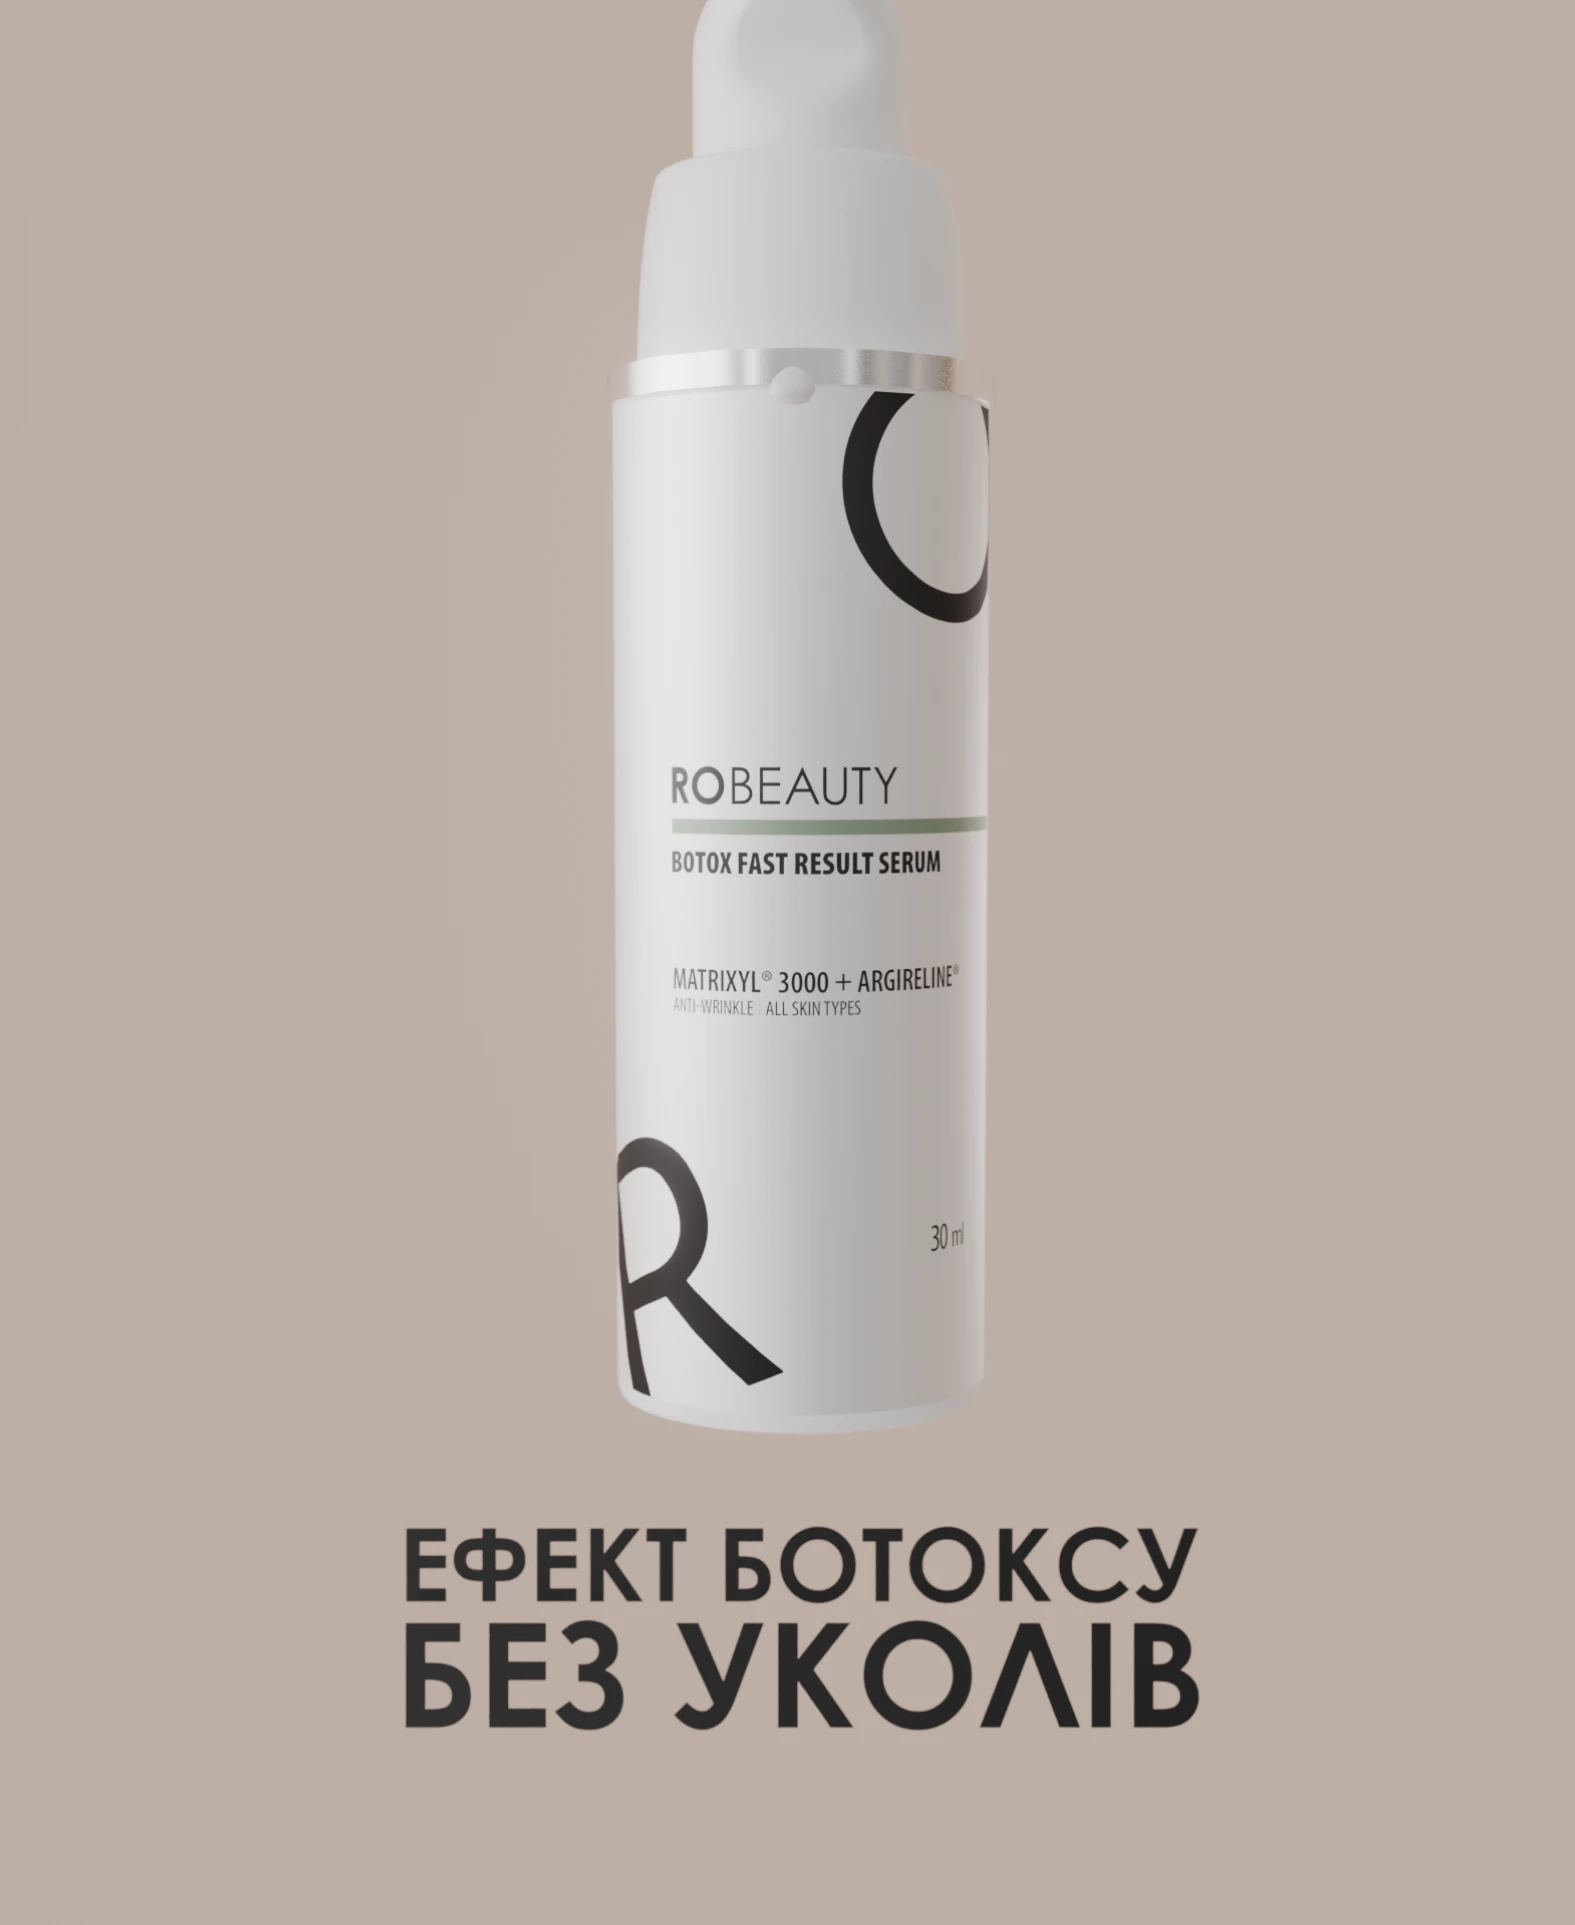 ROBEAUTY
BOTOX FAST RESULT SERUM
MATRIXYL® 3000 + ARGIRELINE®
ANTI-WRINKLE ALL SKIN TYPES
30 ml
ЕФЕКТ БОТОКСУ
БЕЗ УКОЛІВ